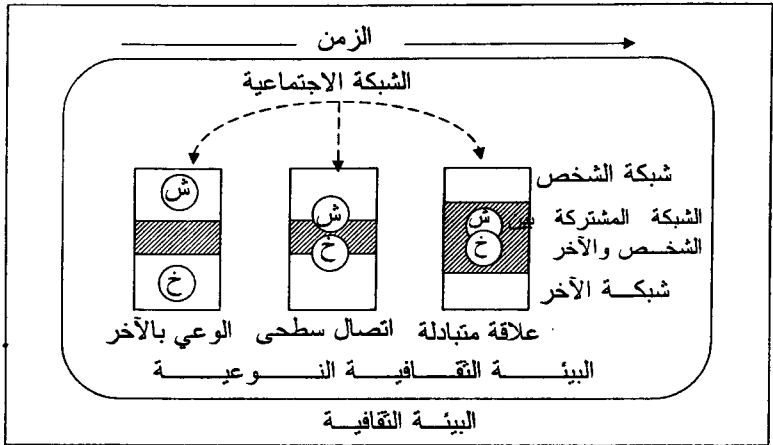 الزمن
الشبكة الاجتماعية
ش
خ
ش
خ
ش
خ
شبكة الشخص
الشبكة المشتركة بين
الشخص والآخر
شبكة الآخر
الوعي بالآخر
اتصال سطحى
علاقة متبادلة
البيئة الثقافية النوعية
البيئة الثقافية